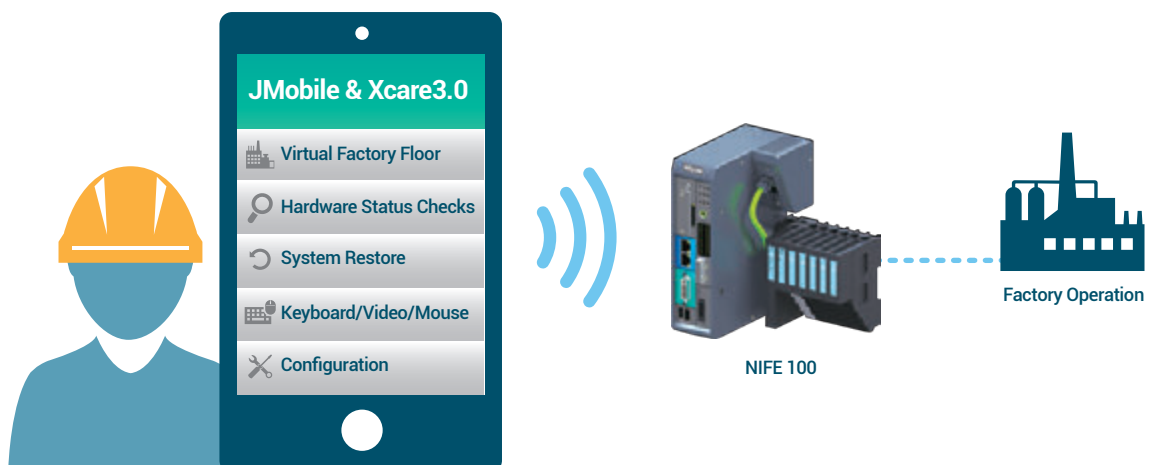 JMobile & Xcare3.0
Virtual Factory Floor
Hardware Status Checks
System Restore
Keyboard/Video/Mouse
Configuration
NIFE 100
Factory Operation